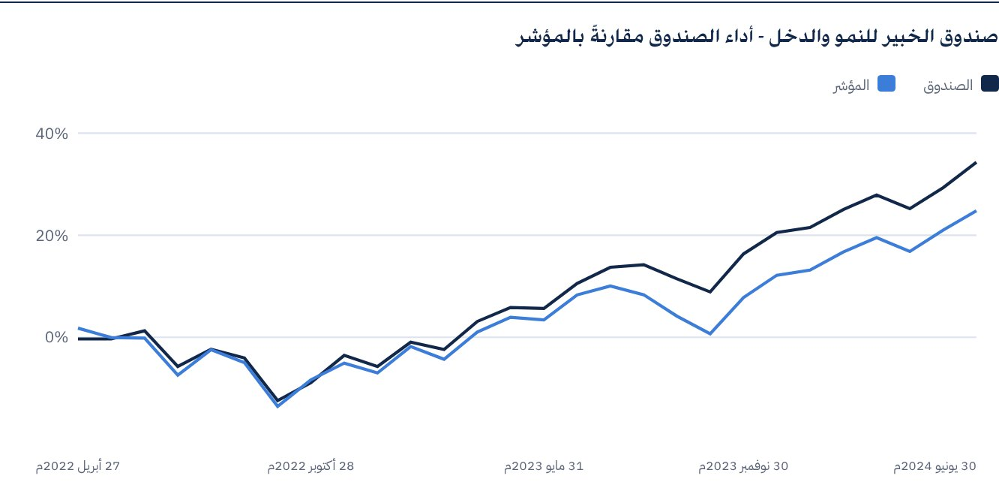 صندوق الخبير للنمو والدخل - أداء الصندوق مقارنةً بالمؤشر
الصندوق المؤشر
40%
20%
0%
27 أبريل 2022م 28 أكتوبر 2022م 31 مايو 2023م 30 نوفمبر 2023م 30 يونيو 2024م